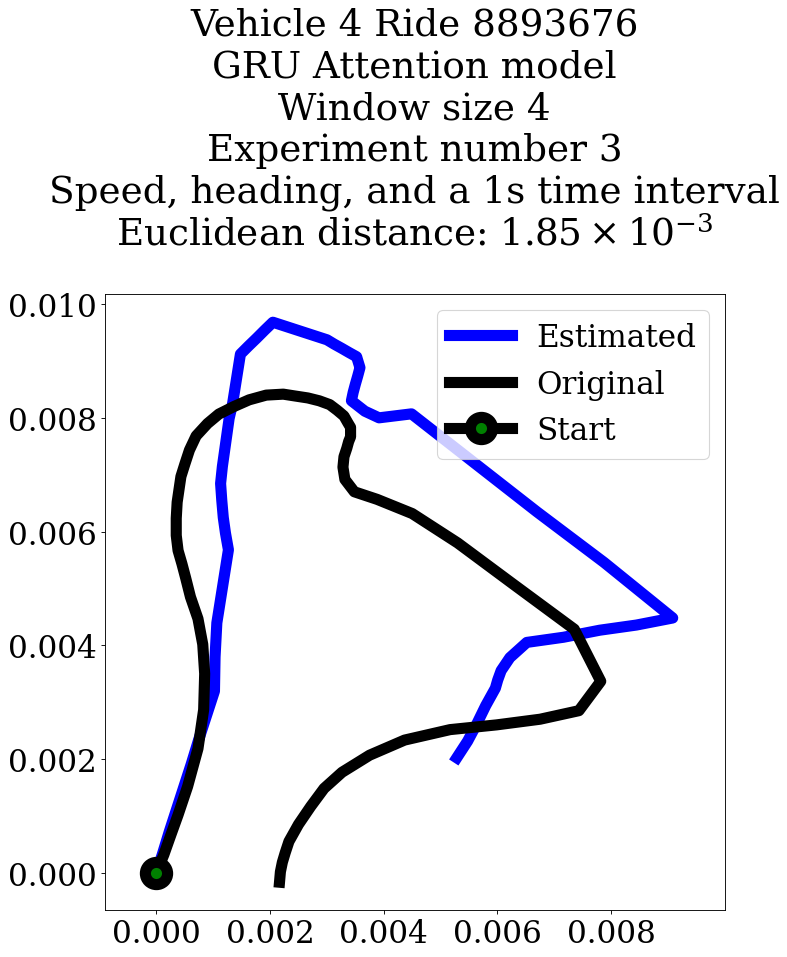 Vehicle 4 Ride 8893676
GRU Attention model
Window size 4
Experiment number 3
Speed, heading, and a 1s time interval
Euclidean distance: 1.85 × 10⁻³
0.010
0.008
0.006
0.004
0.002
0.000
Estimated
Original
Start
0.000 0.002 0.004 0.006 0.008